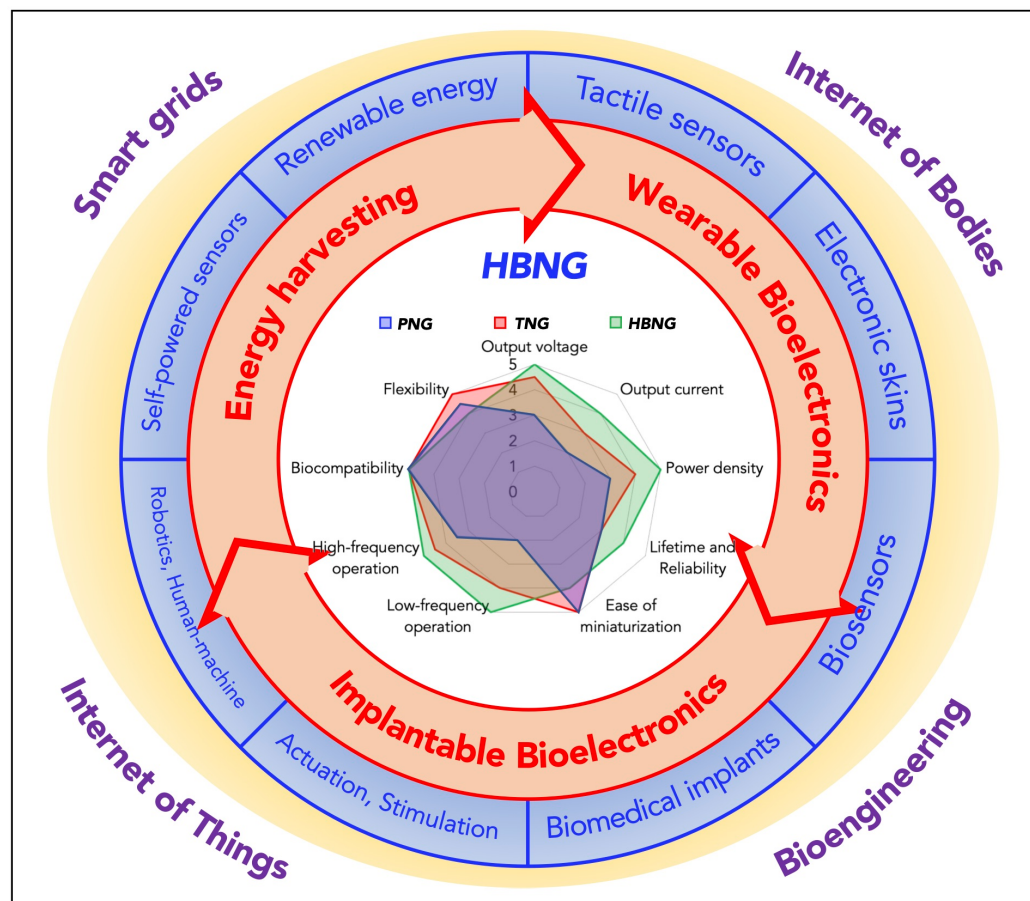 Smart grids
Internet of Bodies
Renewable energy
Tactile sensors
Self-powered sensors
Electronic skins
Energy harvesting
Wearable Bioelectronics
HBNG
PNG
TNG
HBNG
Output voltage
5
4
3
2
1
0
Flexibility
Output current
Biocompatibility
Power density
High-frequency
operation
Lifetime and
Reliability
Low-frequency
operation
Ease of
miniaturization
Robotics, Human-machine
Biosensors
Implantable Bioelectronics
Actuation, Stimulation
Biomedical implants
Internet of Things
Bioengineering